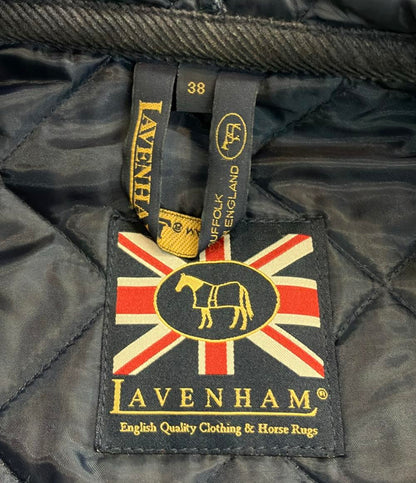 38
LAVENHAM
SUFFOLK
ENGLAND
LAVENHAM®
English Quality Clothing & Horse Rugs